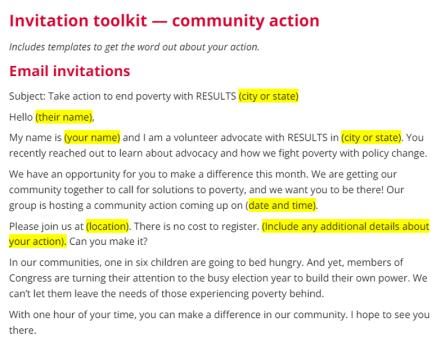 Invitation toolkit — community action
Includes templates to get the word out about your action.
Email invitations
Subject: Take action to end poverty with RESULTS (city or state)
Hello (their name),
My name is (your name) and I am a volunteer advocate with RESULTS in (city or state). You
recently reached out to learn about advocacy and how we fight poverty with policy change.
We have an opportunity for you to make a difference this month. We are getting our
community together to call for solutions to poverty, and we want you to be there! Our
group is hosting a community action coming up on (date and time).
Please join us at (location). There is no cost to register. (Include any additional details about
your action). Can you make it?
In our communities, one in six children are going to bed hungry. And yet, members of
Congress are turning their attention to the busy election year to build their own power. We
can't let them leave the needs of those experiencing poverty behind.
With one hour of your time, you can make a difference in our community. I hope to see you
there.